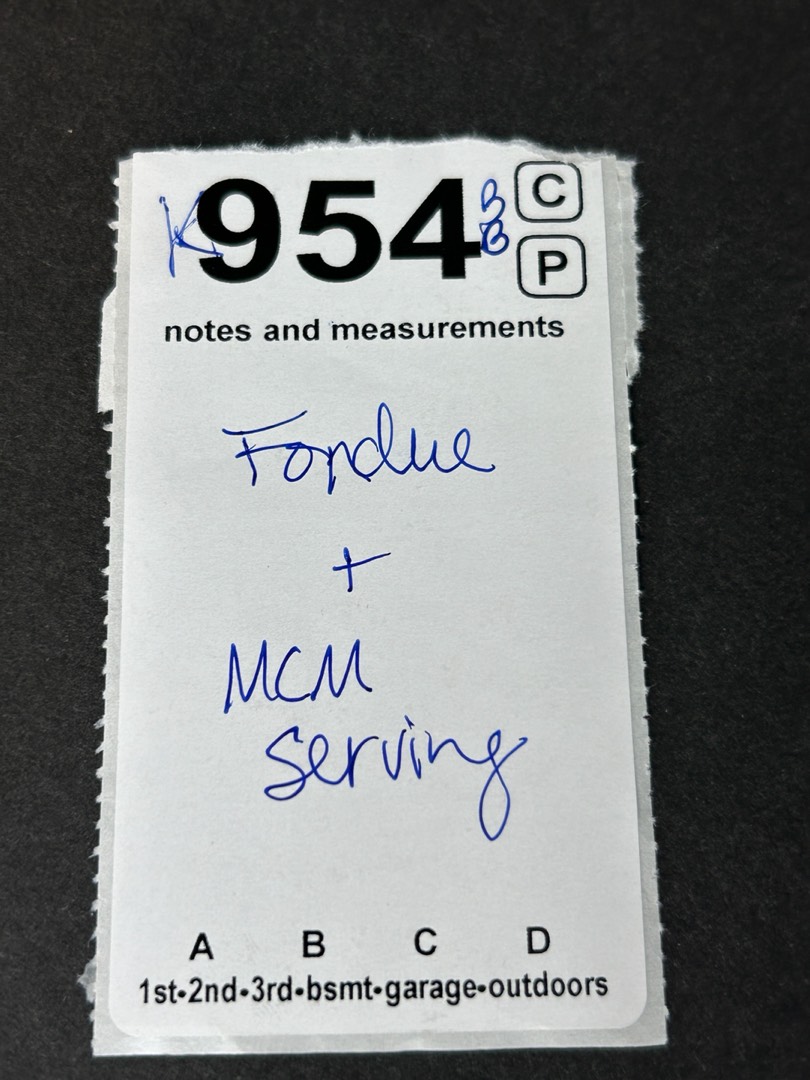 K954BB C
P
notes and measurements
Fondue
+
MCM
serving
A B C D
1st•2nd•3rd•bsmt•garage•outdoors